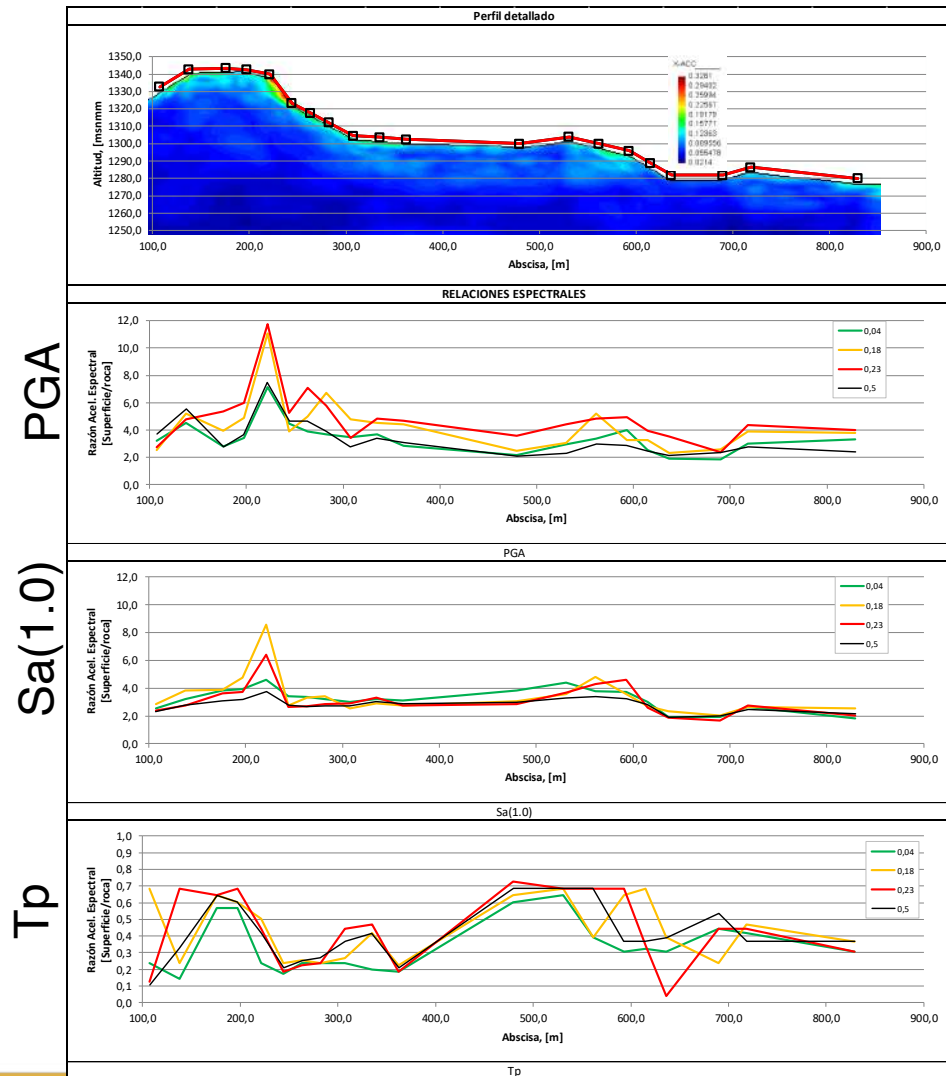 Perfil detallado
1350,0
1340,0
1330,0
1320,0
1310,0
1300,0
1290,0
1280,0
1270,0
1260,0
1250,0
Altitud, [msnmm]
X-ACC
100,0 200,0 300,0 400,0 500,0 600,0 700,0 800,0 900,0
Abscisa, [m]
RELACIONES ESPECTRALES
PGA
12,0
10,0
8,0
6,0
4,0
2,0
0,0
Razón Acel. Espectral
[Superficie/roca]
0,04
0,18
0,23
0,5
100,0 200,0 300,0 400,0 500,0 600,0 700,0 800,0 900,0
Abscisa, [m]
PGA
Sa(1.0)
12,0
10,0
8,0
6,0
4,0
2,0
0,0
Razón Acel. Espectral
[Superficie/roca]
0,04
0,18
0,23
0,5
100,0 200,0 300,0 400,0 500,0 600,0 700,0 800,0 900,0
Abscisa, [m]
Sa(1.0)
Tp
1,0
0,9
0,8
0,7
0,6
0,5
0,4
0,3
0,2
0,1
0,0
Razón Acel. Espectral
[Superficie/roca]
0,04
0,18
0,23
0,5
100,0 200,0 300,0 400,0 500,0 600,0 700,0 800,0 900,0
Abscisa, [m]
Tp